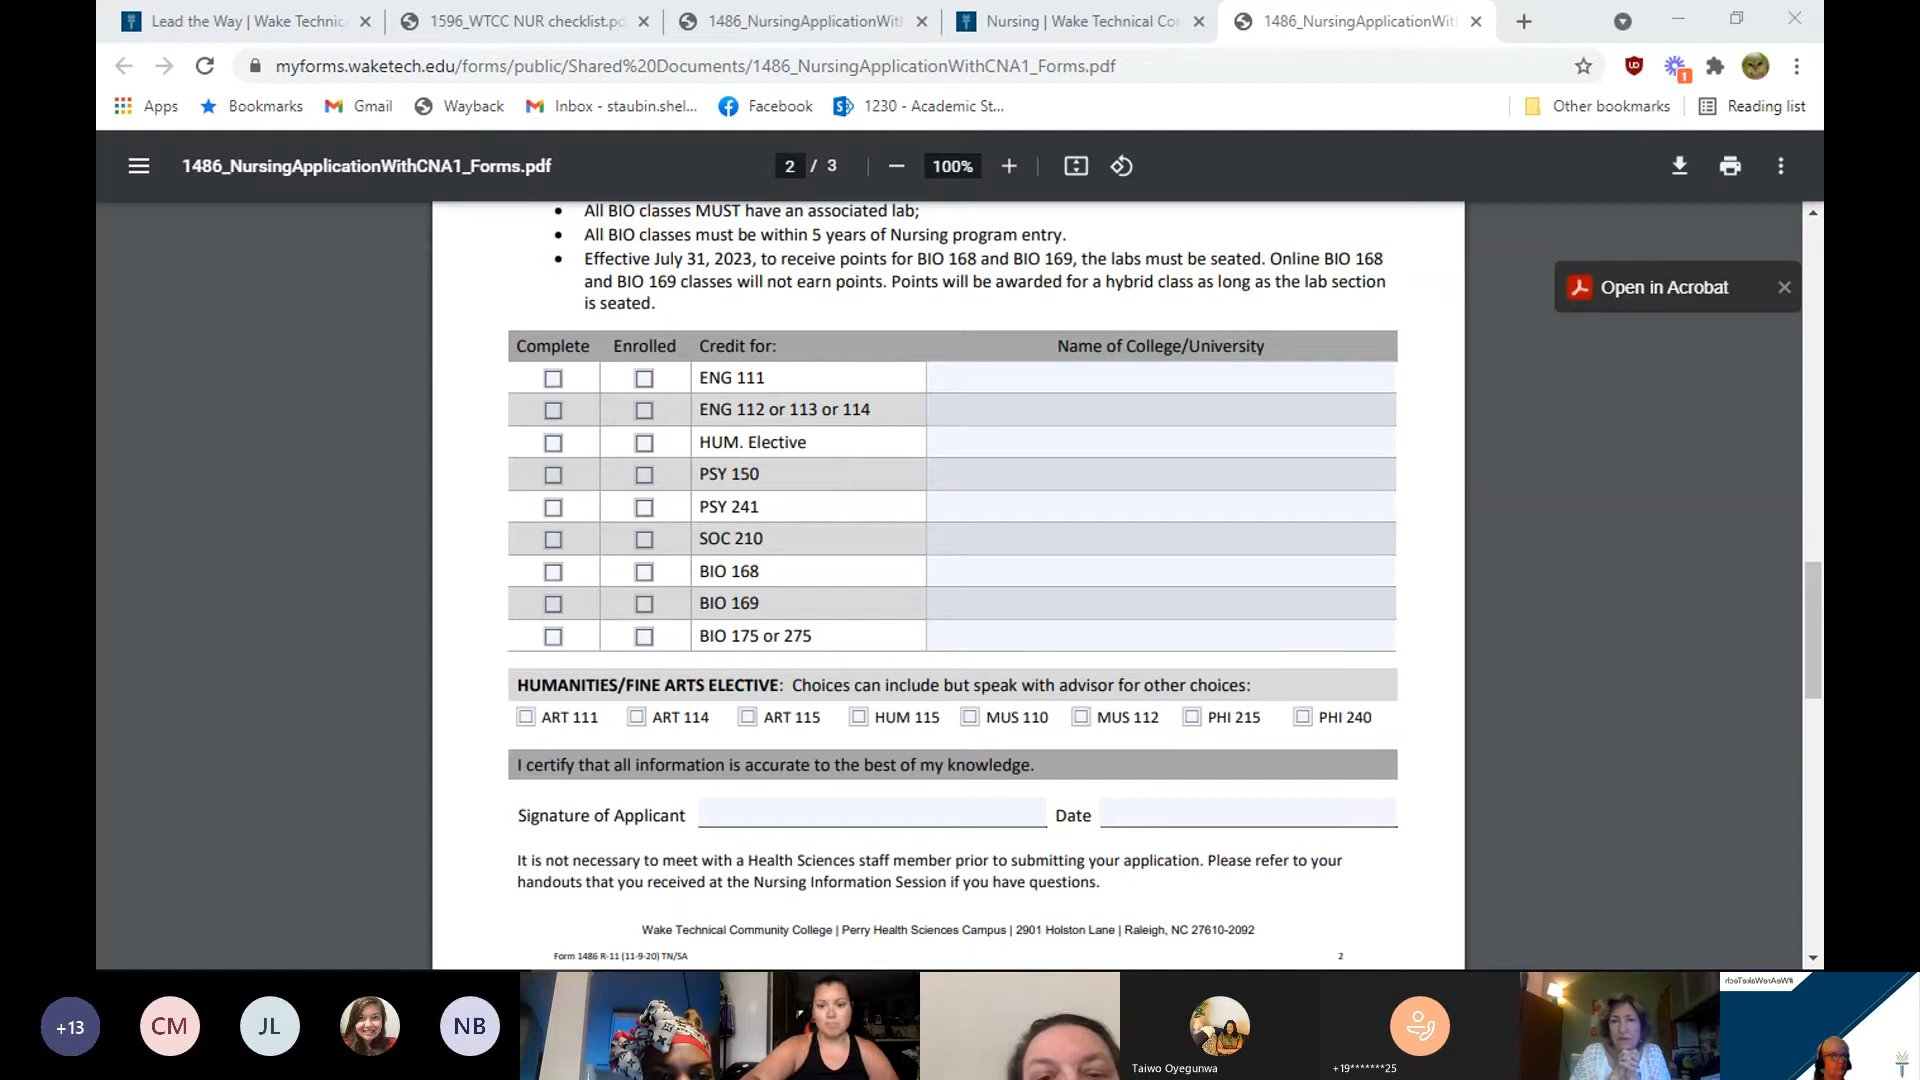 Lead the Way | Wake Technic
1596_WTCC NUR checklist.pd
1486_NursingApplicationWith
Nursing | Wake Technical Co
1486_NursingApplicationWith
myforms.waketech.edu/forms/public/Shared%20Documents/1486_NursingApplicationWithCNA1_Forms.pdf
1
Apps Bookmarks Gmail Wayback Inbox - staubin.shel... Facebook 1230 - Academic St... Other bookmarks Reading list
1486_NursingApplicationWithCNA1_Forms.pdf 2 / 3 100%
• All BIO classes MUST have an associated lab;
• All BIO classes must be within 5 years of Nursing program entry.
• Effective July 31, 2023, to receive points for BIO 168 and BIO 169, the labs must be seated. Online BIO 168
and BIO 169 classes will not earn points. Points will be awarded for a hybrid class as long as the lab section
is seated.
Open in Acrobat
Complete Enrolled Credit for: Name of College/University
ENG 111
ENG 112 or 113 or 114
HUM. Elective
PSY 150
PSY 241
SOC 210
BIO 168
BIO 169
BIO 175 or 275
HUMANITIES/FINE ARTS ELECTIVE: Choices can include but speak with advisor for other choices:
ART 111 ART 114 ART 115 HUM 115 MUS 110 MUS 112 PHI 215 PHI 240
I certify that all information is accurate to the best of my knowledge.
Signature of Applicant Date
It is not necessary to meet with a Health Sciences staff member prior to submitting your application. Please refer to your
handouts that you received at the Nursing Information Session if you have questions.
Wake Technical Community College | Perry Health Sciences Campus | 2901 Holston Lane | Raleigh, NC 27610-2092
Form 1486 R-11 (11-9-20) TN/SA 2
+13 CM JL NB
Taiwo Oyegunwa
+19*******25
#WeAreWakeTech